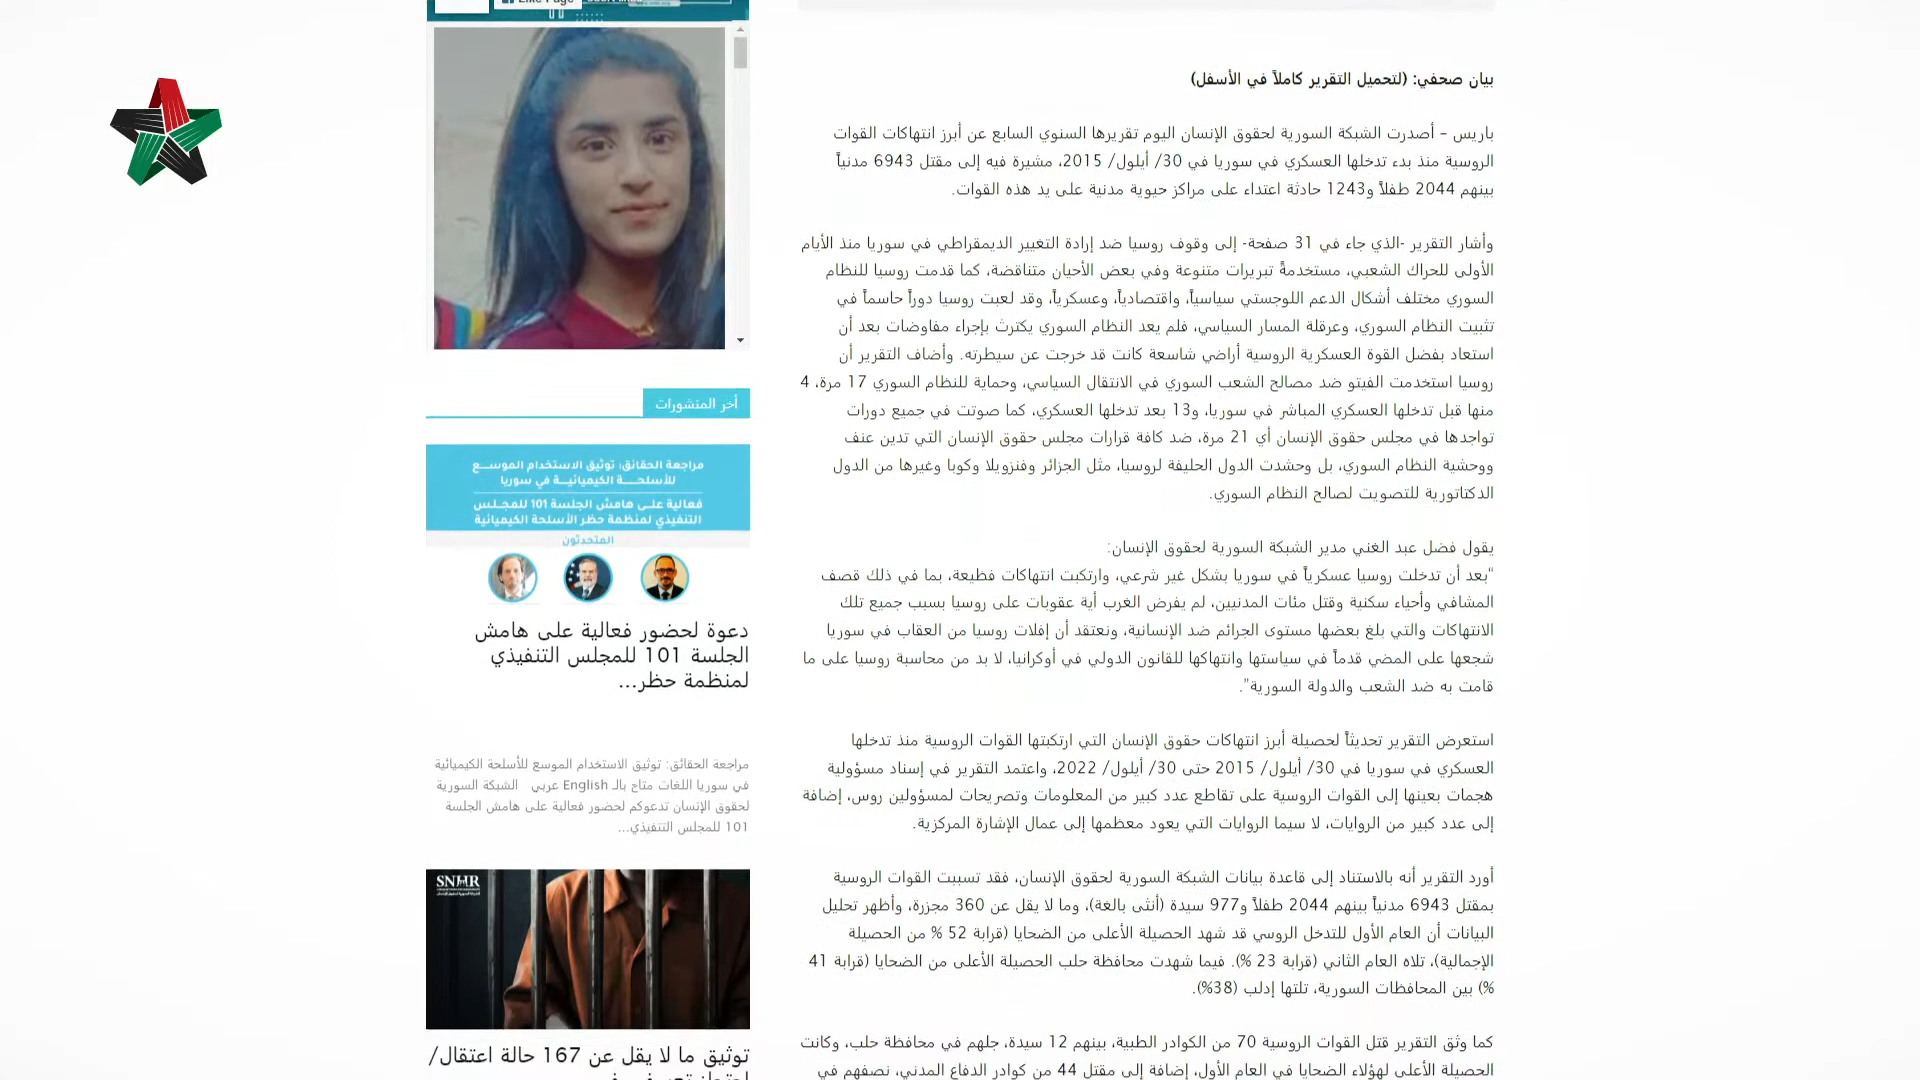 Like Page
بيان صحفي: (لتحميل التقرير كاملاً في الأسفل)
باريس – أصدرت الشبكة السورية لحقوق الإنسان اليوم تقريرها السنوي السابع عن أبرز انتهاكات القوات
الروسية منذ بدء تدخلها العسكري في سوريا في 30/ أيلول/ 2015، مشيرة فيه إلى مقتل 6943 مدنياً
بينهم 2044 طفلاً و1243 حادثة اعتداء على مراكز حيوية مدنية على يد هذه القوات.
وأشار التقرير -الذي جاء في 31 صفحة- إلى وقوف روسيا ضد إرادة التغيير الديمقراطي في سوريا منذ الأيام
الأولى للحراك الشعبي، مستخدمةً تبريرات متنوعة وفي بعض الأحيان متناقضة، كما قدمت روسيا للنظام
السوري مختلف أشكال الدعم اللوجستي سياسياً، واقتصادياً، وعسكرياً، وقد لعبت روسيا دوراً حاسماً في
تثبيت النظام السوري، وعرقلة المسار السياسي، فلم يعد النظام السوري يكترث بإجراء مفاوضات بعد أن
استعاد بفضل القوة العسكرية الروسية أراضي شاسعة كانت قد خرجت عن سيطرته. وأضاف التقرير أن
روسيا استخدمت الفيتو ضد مصالح الشعب السوري في الانتقال السياسي، وحماية للنظام السوري 17 مرة، 4
منها قبل تدخلها العسكري المباشر في سوريا، و13 بعد تدخلها العسكري، كما صوتت في جميع دورات
تواجدها في مجلس حقوق الإنسان أي 21 مرة، ضد كافة قرارات مجلس حقوق الإنسان التي تدين عنف
ووحشية النظام السوري، بل وحشدت الدول الحليفة لروسيا، مثل الجزائر وفنزويلا وكوبا وغيرها من الدول
الدكتاتورية للتصويت لصالح النظام السوري.
يقول فضل عبد الغني مدير الشبكة السورية لحقوق الإنسان:
“بعد أن تدخلت روسيا عسكرياً في سوريا بشكل غير شرعي، وارتكبت انتهاكات فظيعة، بما في ذلك قصف
المشافي وأحياء سكنية وقتل مئات المدنيين، لم يفرض الغرب أية عقوبات على روسيا بسبب جميع تلك
الانتهاكات والتي بلغ بعضها مستوى الجرائم ضد الإنسانية، ونعتقد أن إفلات روسيا من العقاب في سوريا
شجعها على المضي قدماً في سياستها وانتهاكها للقانون الدولي في أوكرانيا، لا بد من محاسبة روسيا على ما
قامت به ضد الشعب والدولة السورية”.
استعرض التقرير تحديثاً لحصيلة أبرز انتهاكات حقوق الإنسان التي ارتكبتها القوات الروسية منذ تدخلها
العسكري في سوريا في 30/ أيلول/ 2015 حتى 30/ أيلول/ 2022، واعتمد التقرير في إسناد مسؤولية
هجمات بعينها إلى القوات الروسية على تقاطع عدد كبير من المعلومات وتصريحات لمسؤولين روس، إضافة
إلى عدد كبير من الروايات، لا سيما الروايات التي يعود معظمها إلى عمال الإشارة المركزية.
أورد التقرير أنه بالاستناد إلى قاعدة بيانات الشبكة السورية لحقوق الإنسان، فقد تسببت القوات الروسية
بمقتل 6943 مدنياً بينهم 2044 طفلاً و977 سيدة (أنثى بالغة)، وما لا يقل عن 360 مجزرة، وأظهر تحليل
البيانات أن العام الأول للتدخل الروسي قد شهد الحصيلة الأعلى من الضحايا (قرابة 52 % من الحصيلة
الإجمالية)، تلاه العام الثاني (قرابة 23 %). فيما شهدت محافظة حلب الحصيلة الأعلى من الضحايا (قرابة 41
%) بين المحافظات السورية، تلتها إدلب (38%).
كما وثق التقرير قتل القوات الروسية 70 من الكوادر الطبية، بينهم 12 سيدة، جلهم في محافظة حلب، وكانت
الحصيلة الأعلى لهؤلاء الضحايا في العام الأول، إضافة إلى مقتل 44 من كوادر الدفاع المدني، نصفهم في
أخر المنشورات
مراجعة الحقائق: توثيق الاستخدام الموسـع
للأسلحـة الكيميائيـة في سوريا
فعالية على هامش الجلسة 101 للمجلس
التنفيذي لمنظمة حظر الأسلحة الكيميائية
المتحدثون
دعوة لحضور فعالية على هامش
الجلسة 101 للمجلس التنفيذي
لمنظمة حظر...
مراجعة الحقائق: توثيق الاستخدام الموسع للأسلحة الكيميائية
في سوريا اللغات متاح بالـ English عربي الشبكة السورية
لحقوق الإنسان تدعوكم لحضور فعالية على هامش الجلسة
101 للمجلس التنفيذي...
SNHR
توثيق ما لا يقل عن 167 حالة اعتقال/